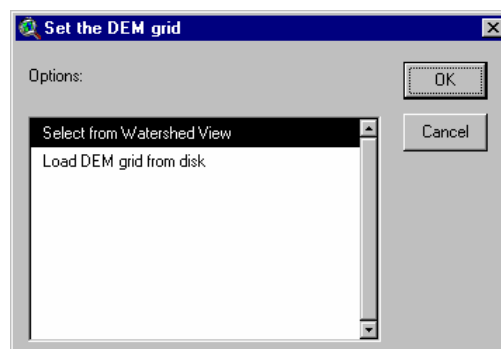 Set the DEM grid
Options:
OK
Select from Watershed View
Cancel
Load DEM grid from disk